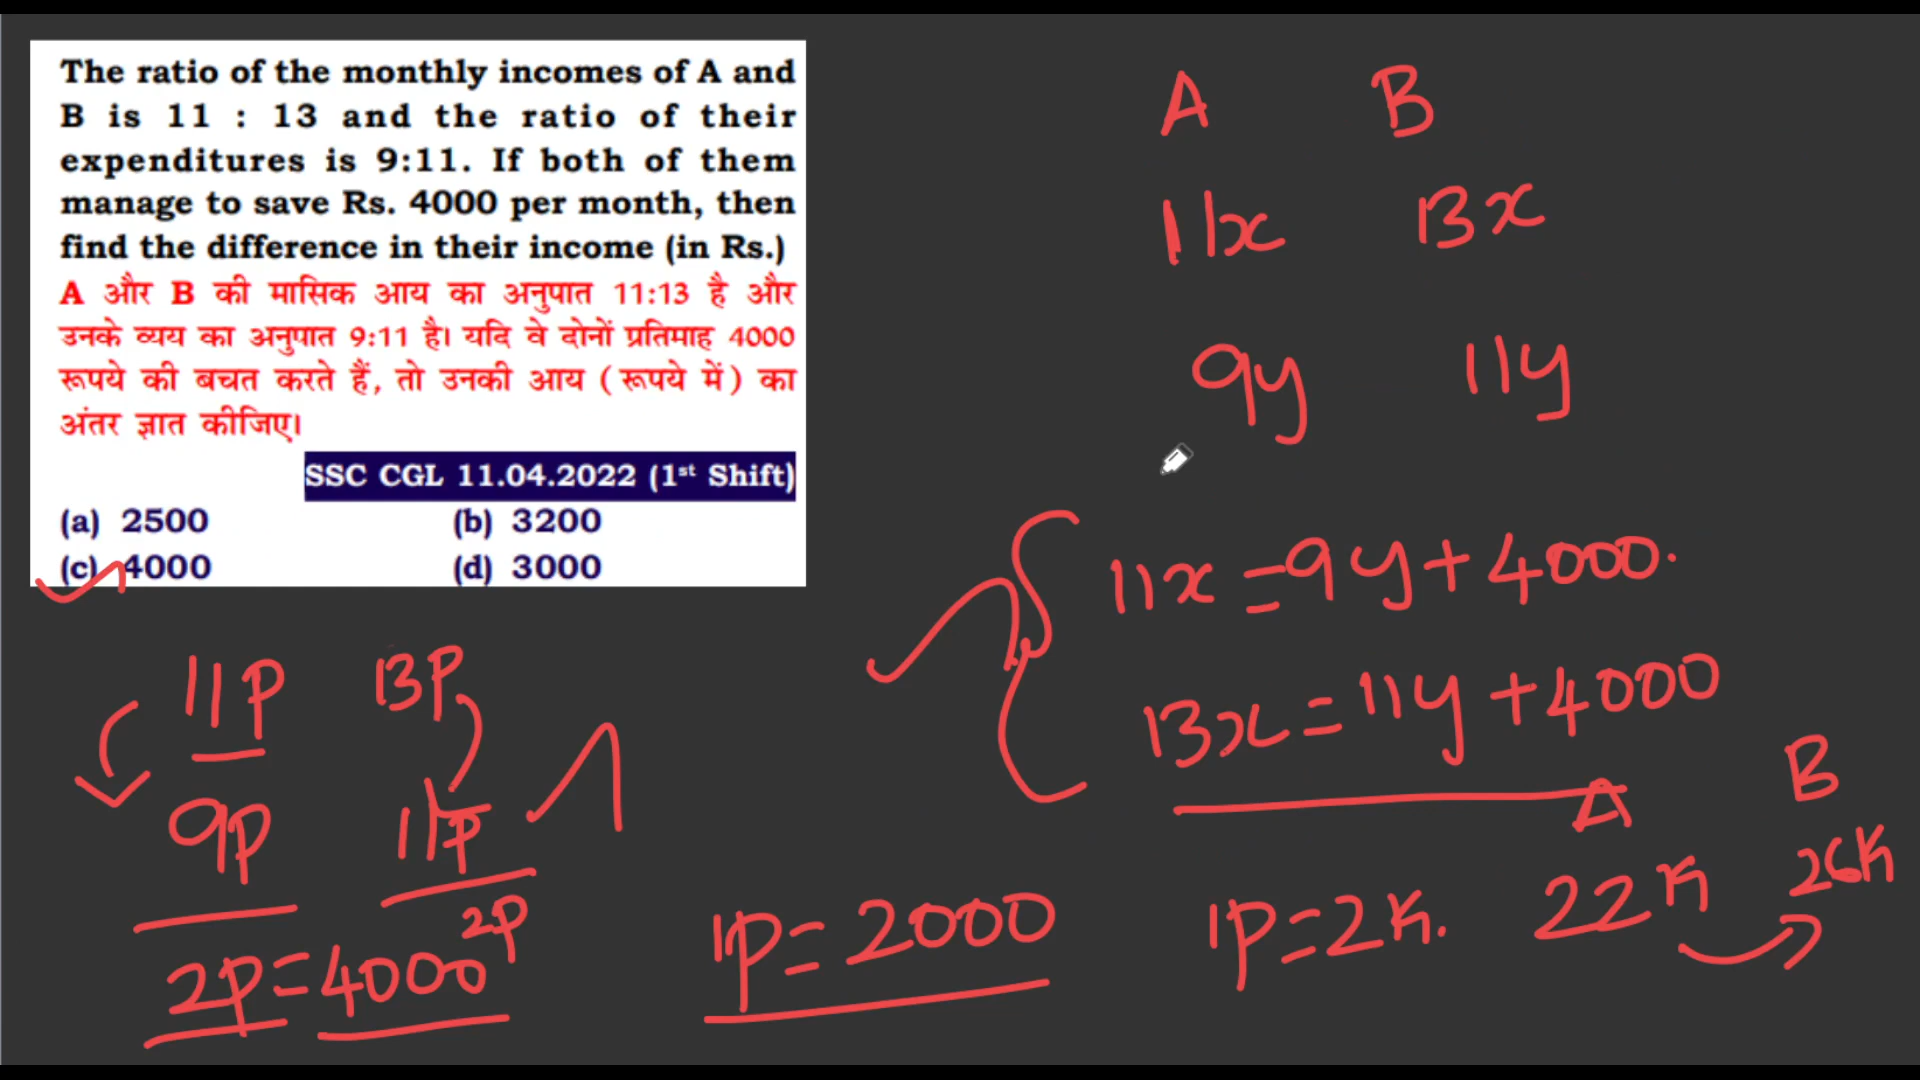 The ratio of the monthly incomes of A and
B is 11 : 13 and the ratio of their
expenditures is 9:11. If both of them
manage to save Rs. 4000 per month, then
find the difference in their income (in Rs.)
A और B की मासिक आय का अनुपात 11:13 है और
उनके व्यय का अनुपात 9:11 है। यदि वे दोनों प्रतिमाह 4000
रूपये की बचत करते हैं, तो उनकी आय (रूपये में) का
अंतर ज्ञात कीजिए।
SSC CGL 11.04.2022 (1st Shift)
(a) 2500 (b) 3200
(c) 4000 (d) 3000
A B
11x 13x
9y 11y
11x = 9y + 4000.
13x = 11y + 4000
11p 13p
9p 11p
2p = 4000 2p
1p = 2000
1p = 2K.
A B
22K 26K